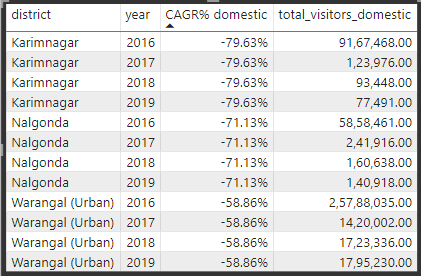 district year CAGR% domestic total_visitors_domestic
Karimnagar 2016 -79.63% 91,67,468.00
Karimnagar 2017 -79.63% 1,23,976.00
Karimnagar 2018 -79.63% 93,448.00
Karimnagar 2019 -79.63% 77,491.00
Nalgonda 2016 -71.13% 58,58,461.00
Nalgonda 2017 -71.13% 2,41,916.00
Nalgonda 2018 -71.13% 1,60,638.00
Nalgonda 2019 -71.13% 1,40,918.00
Warangal (Urban) 2016 -58.86% 2,57,88,035.00
Warangal (Urban) 2017 -58.86% 14,20,002.00
Warangal (Urban) 2018 -58.86% 17,23,336.00
Warangal (Urban) 2019 -58.86% 17,95,230.00